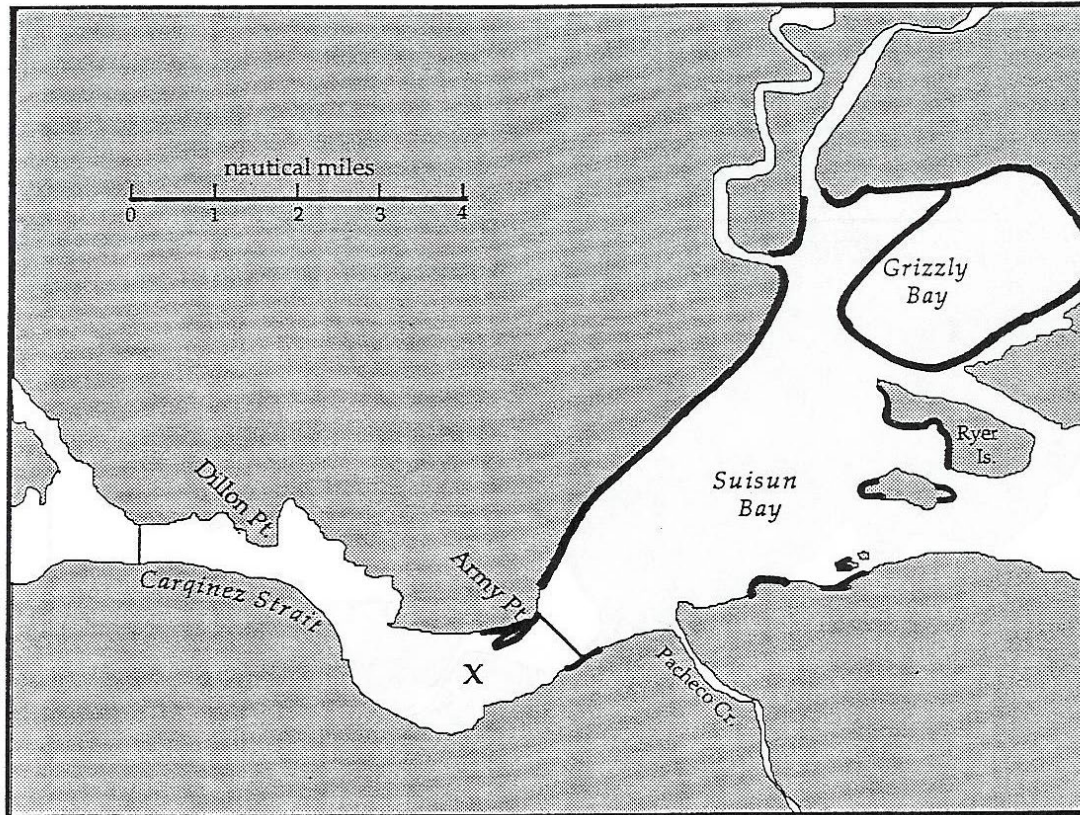 nautical miles
0 1 2 3 4
Grizzly
Bay
Ryer
Is.
Suisun
Bay
Dillon Pt.
Army Pt.
Carqinez Strait
X
Pacheco Cr.